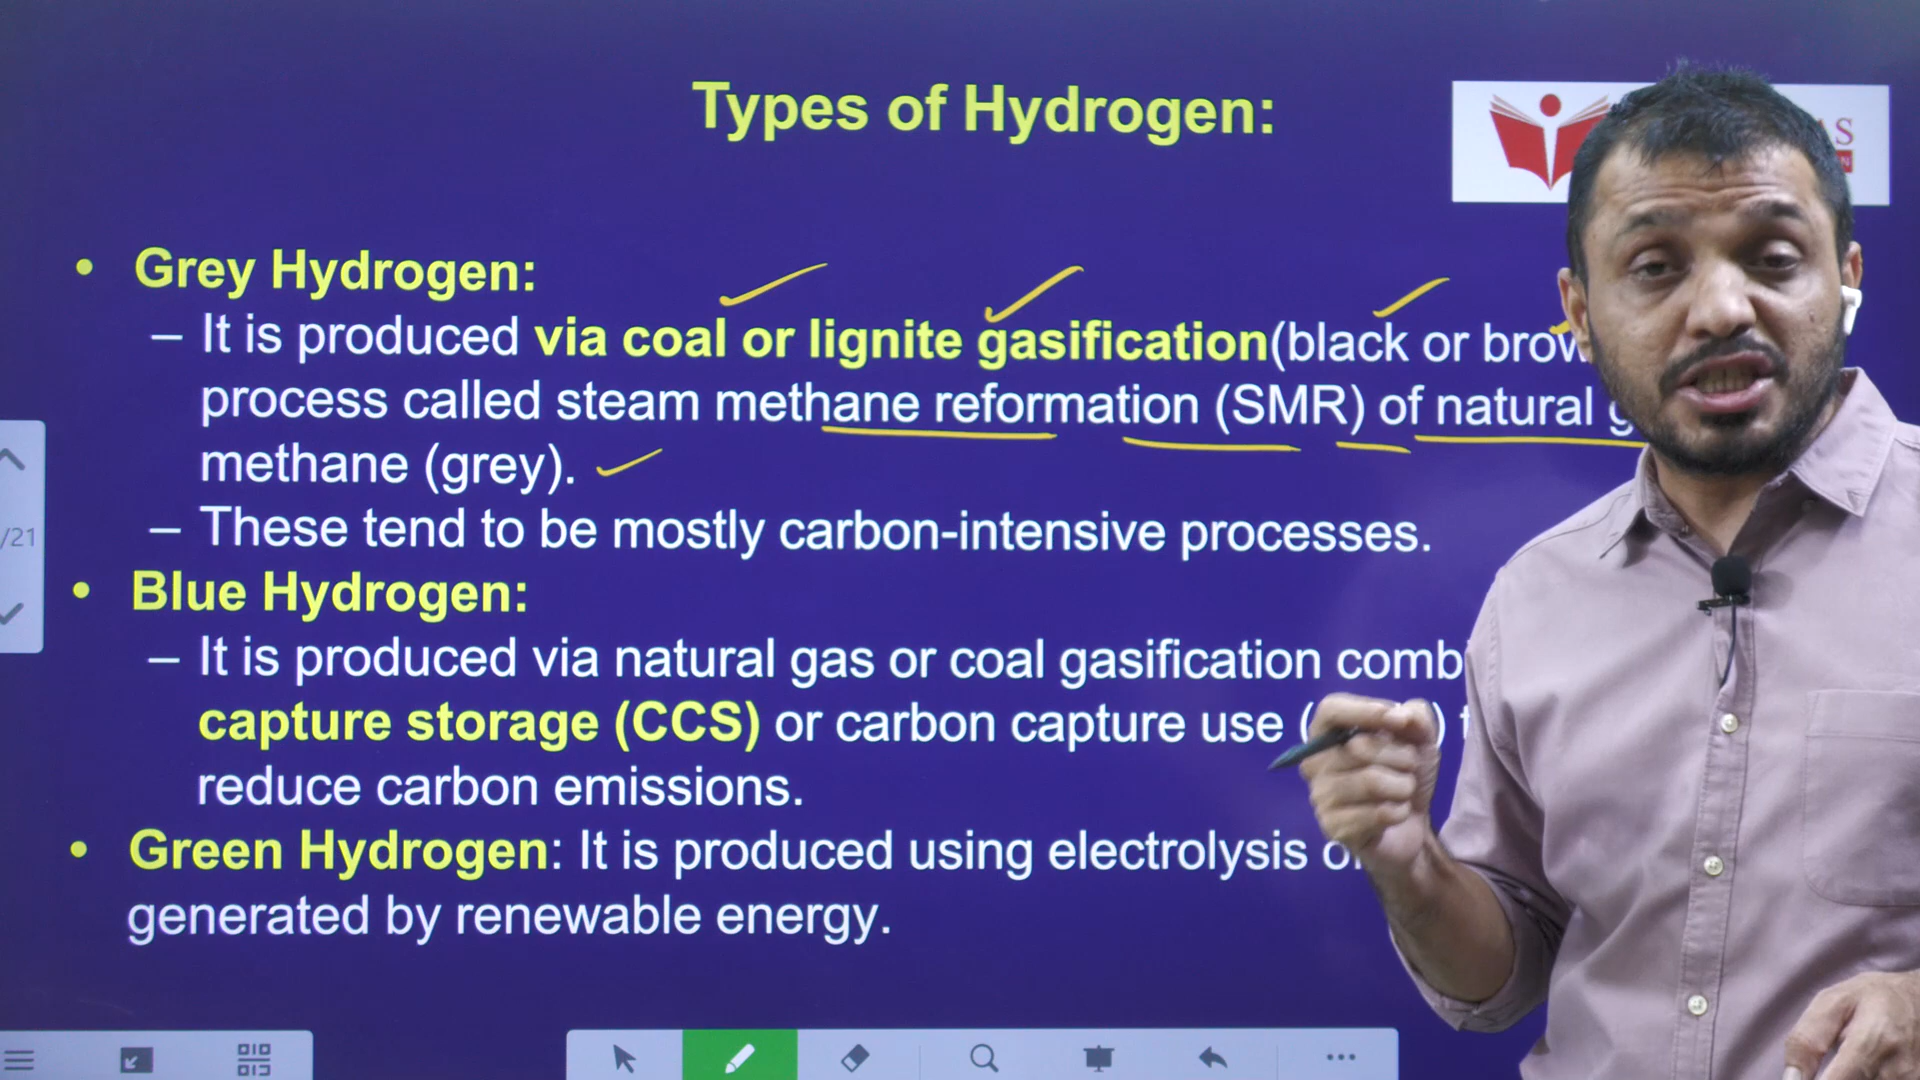 Types of Hydrogen:
AS
• Grey Hydrogen:
– It is produced via coal or lignite gasification(black or
process called steam methane reformation (SMR) of natural
methane (grey).
– These tend to be mostly carbon-intensive processes.
/21
• Blue Hydrogen:
– It is produced via natural gas or coal gasification
capture storage (CCS) or carbon capture use (
reduce carbon emissions.
• Green Hydrogen: It is produced using electrolysis
generated by renewable energy.